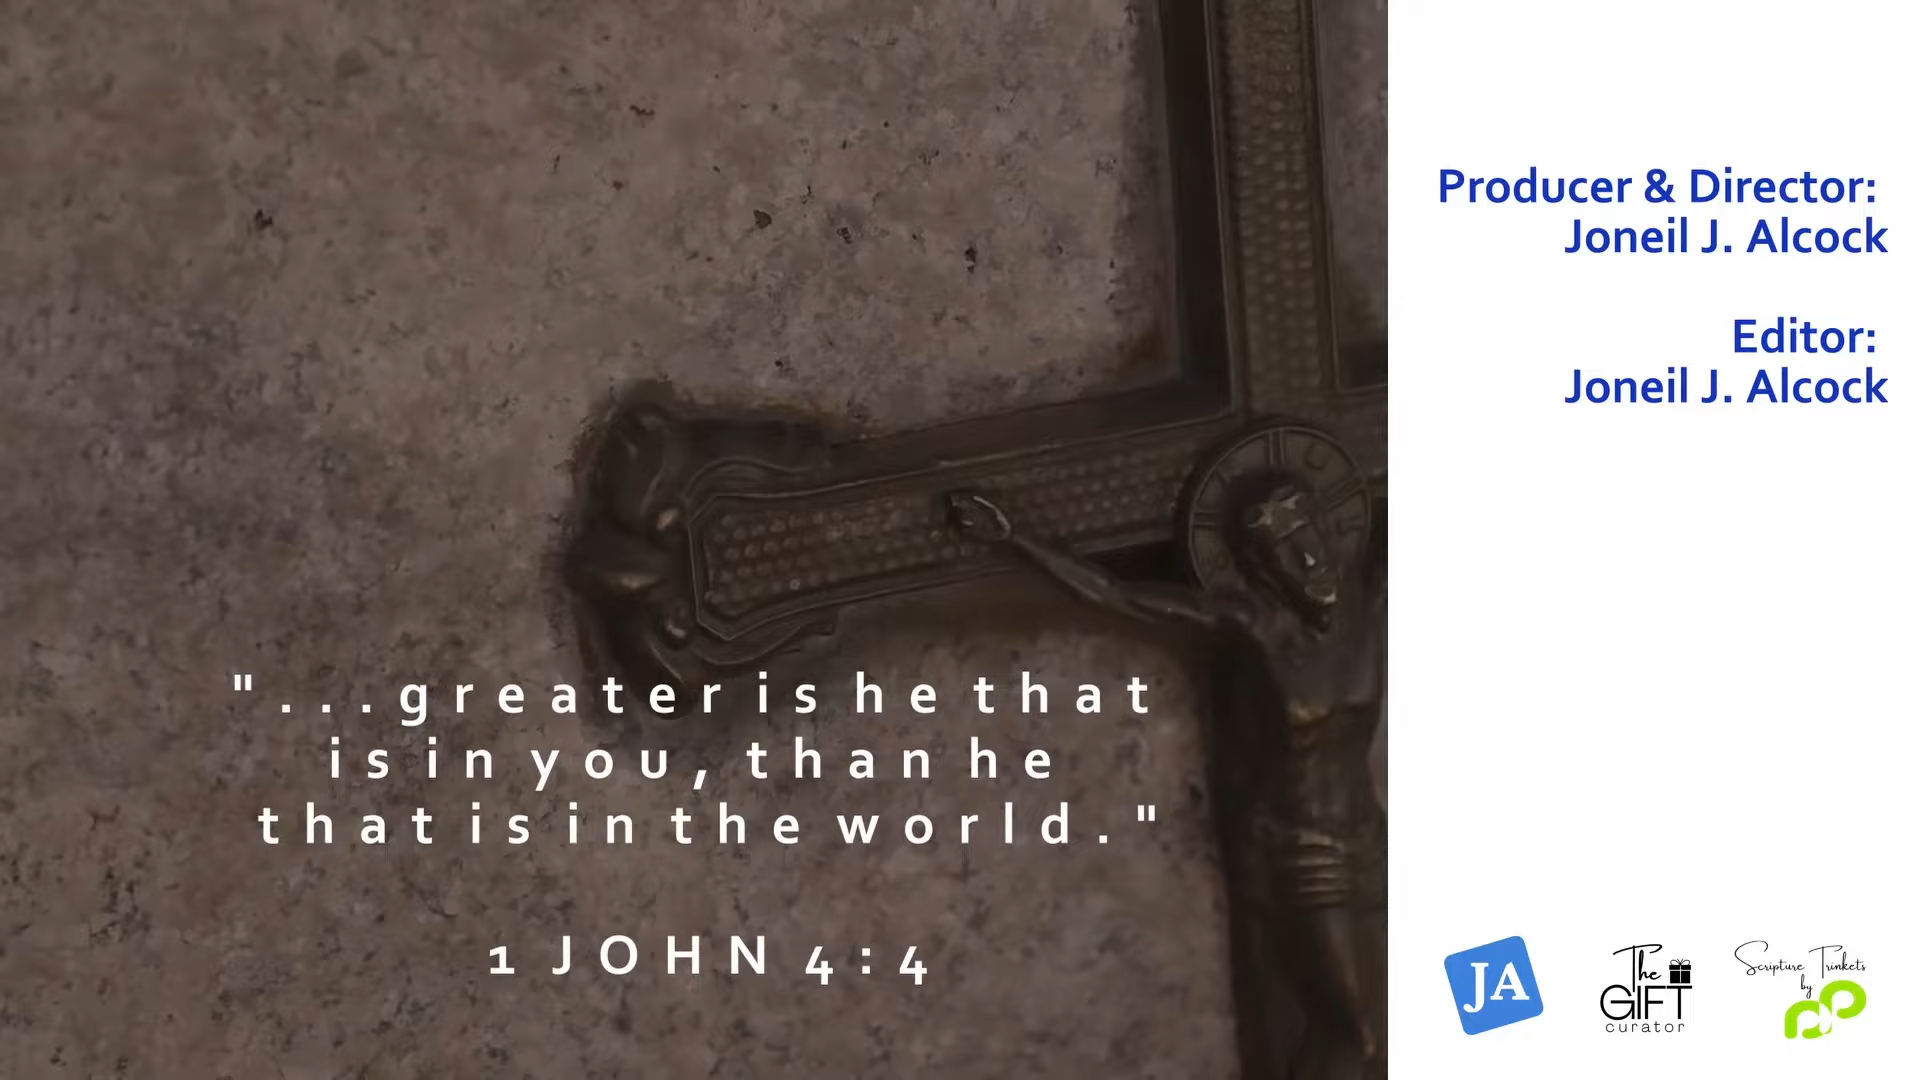 "...greater is he that
is in you, than he
that is in the world."
1 JOHN 4:4
Producer & Director:
Joneil J. Alcock
Editor:
Joneil J. Alcock
JA
The
GIFT
curator
Scripture Trinkets
by